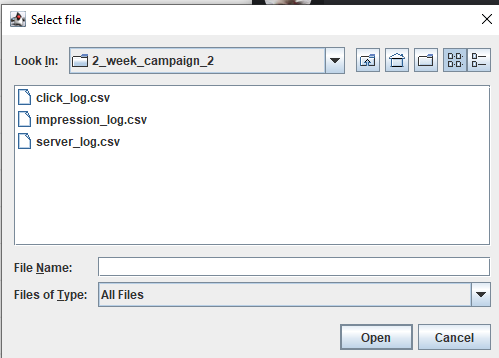 Select file
Look In: 2_week_campaign_2
click_log.csv
impression_log.csv
server_log.csv
File Name:
Files of Type: All Files
Open Cancel